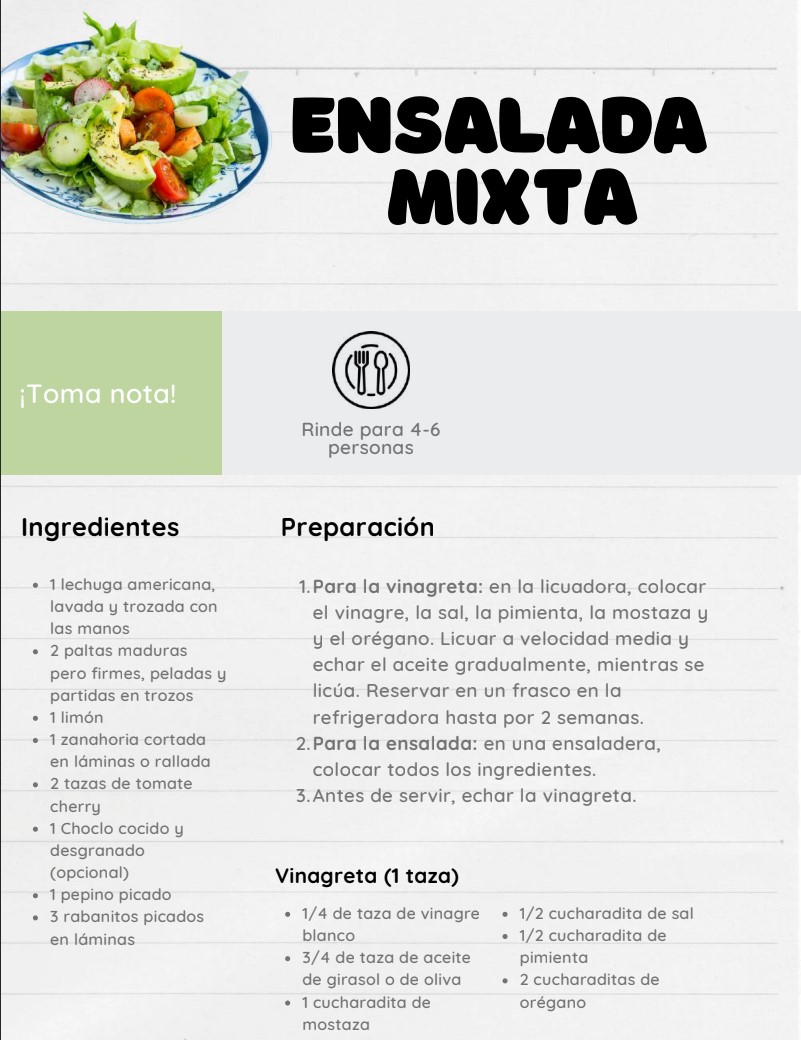 ENSALADA
MIXTA
¡Toma nota!
Rinde para 4-6
personas
Ingredientes
• 1 lechuga americana,
lavada y trozada con
las manos
• 2 paltas maduras
pero firmes, peladas y
partidas en trozos
• 1 limón
• 1 zanahoria cortada
en láminas o rallada
• 2 tazas de tomate
cherry
• 1 Choclo cocido y
desgranado
(opcional)
• 1 pepino picado
• 3 rabanitos picados
en láminas
Preparación
1. Para la vinagreta: en la licuadora, colocar
el vinagre, la sal, la pimienta, la mostaza y
y el orégano. Licuar a velocidad media y
echar el aceite gradualmente, mientras se
licúa. Reservar en un frasco en la
refrigeradora hasta por 2 semanas.
2. Para la ensalada: en una ensaladera,
colocar todos los ingredientes.
3. Antes de servir, echar la vinagreta.
Vinagreta (1 taza)
• 1/4 de taza de vinagre
blanco
• 3/4 de taza de aceite
de girasol o de oliva
• 1 cucharadita de
mostaza
• 1/2 cucharadita de sal
• 1/2 cucharadita de
pimienta
• 2 cucharaditas de
orégano